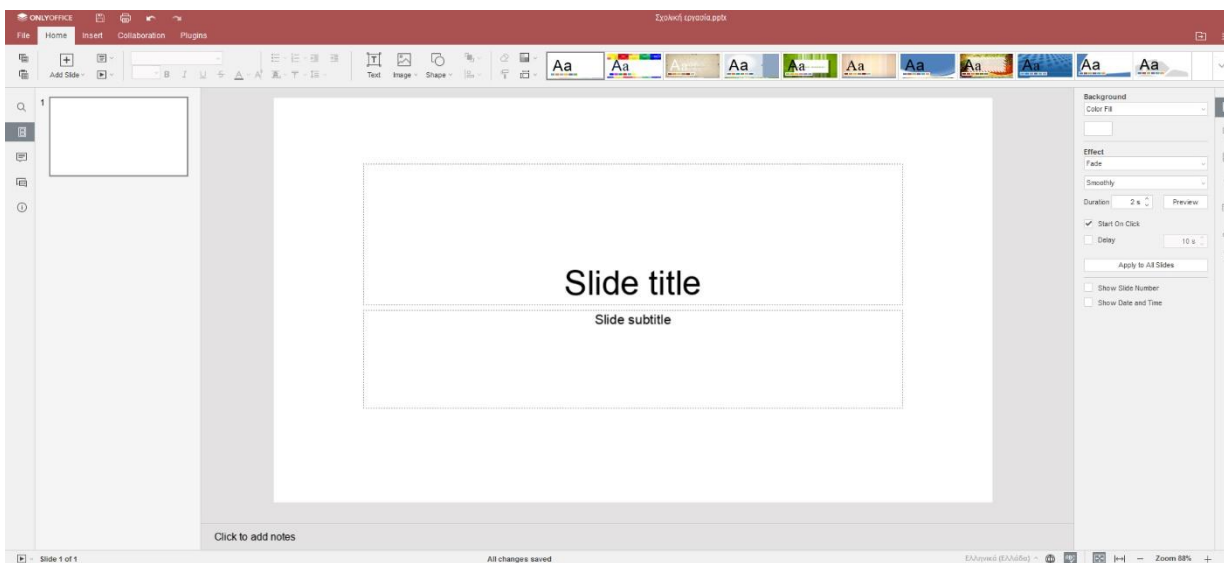 ONLYOFFICE
Σχολική εργασία.pptx
File Home Insert Collaboration Plugins
Add Slide
B I U S A A
Text Image Shape
Aa Aa Aa Aa Aa Aa Aa Aa Aa Aa Aa
1
Slide title
Slide subtitle
Click to add notes
Background
Color Fill
Effect
Fade
Smoothly
Duration 2 s Preview
Start On Click
Delay 10 s
Apply to All Slides
Show Slide Number
Show Date and Time
Slide 1 of 1 All changes saved Ελληνικά (Ελλάδα) Zoom 88%